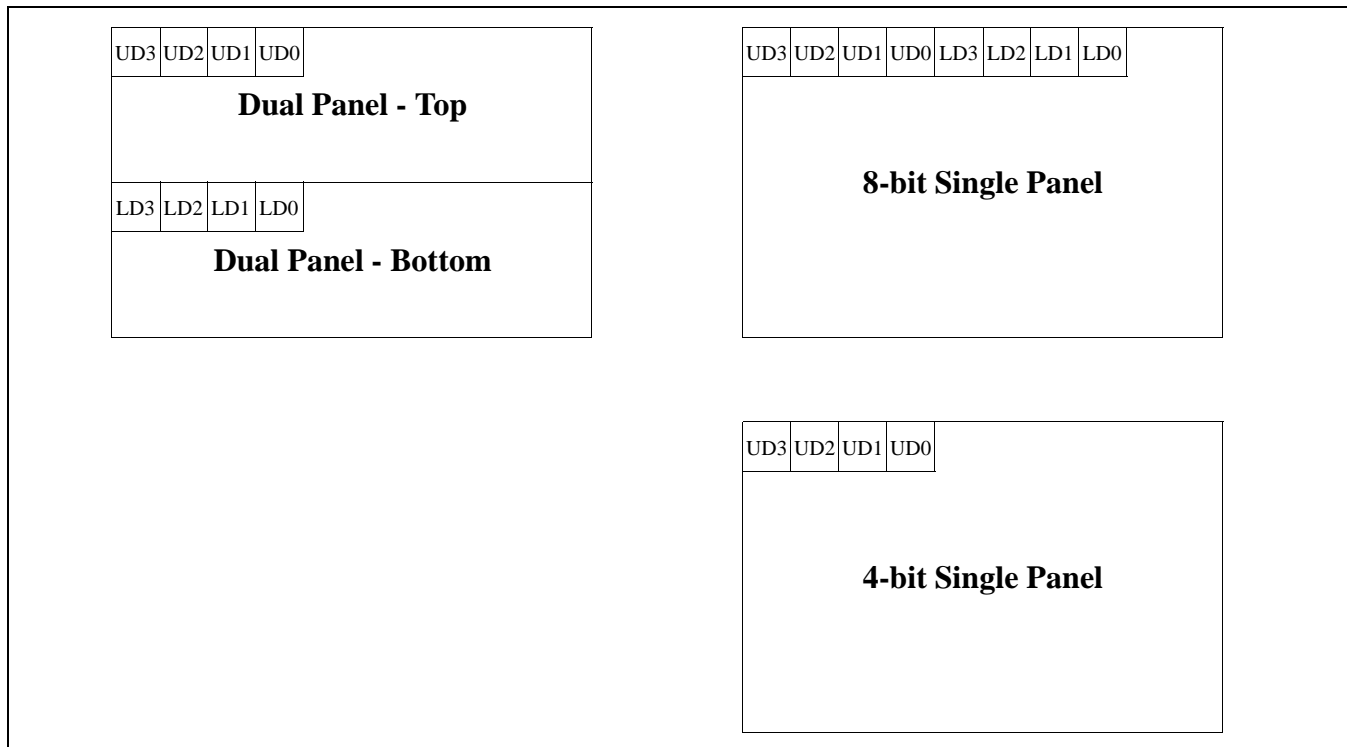 UD3 UD2 UD1 UD0
Dual Panel - Top
LD3 LD2 LD1 LD0
Dual Panel - Bottom
UD3 UD2 UD1 UD0 LD3 LD2 LD1 LD0
8-bit Single Panel
UD3 UD2 UD1 UD0
4-bit Single Panel